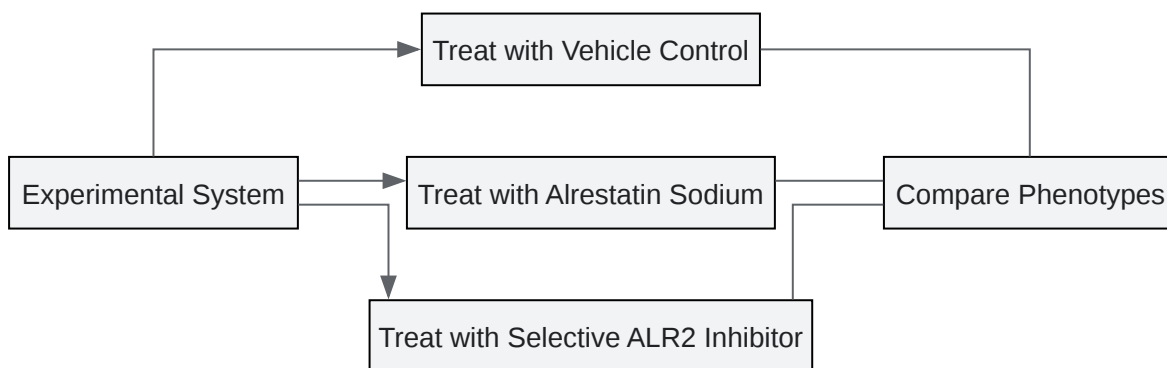 Treat with Vehicle Control
Experimental System
Treat with Alrestatin Sodium
Compare Phenotypes
Treat with Selective ALR2 Inhibitor